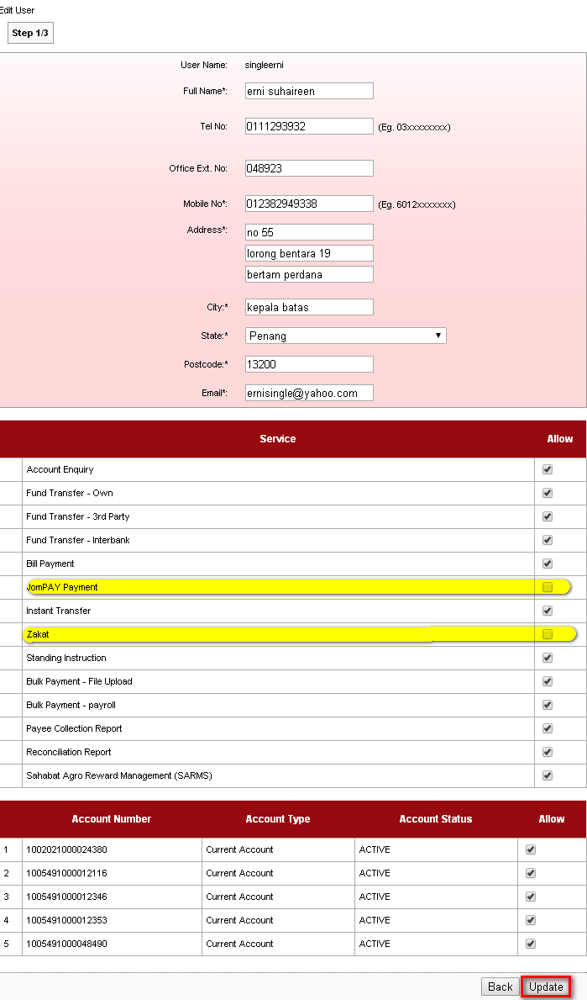 Edit User
Step 1/3
User Name: singleerni
Full Name*: erni suhaireen
Tel No: 0111293932 (Eg. 03xxxxxxxx)
Office Ext. No: 048923
Mobile No*: 012382949338 (Eg. 6012xxxxxxx)
Address*: no 55
lorong bentara 19
bertam perdana
City:* kepala batas
State:* Penang
Postcode:* 13200
Email*: ernisingle@yahoo.com
Service Allow
Account Enquiry
Fund Transfer - Own
Fund Transfer - 3rd Party
Fund Transfer - Interbank
Bill Payment
JomPAY Payment
Instant Transfer
Zakat
Standing Instruction
Bulk Payment - File Upload
Bulk Payment - payroll
Payee Collection Report
Reconciliation Report
Sahabat Agro Reward Management (SARMS)
Account Number Account Type Account Status Allow
1 1002021000024380 Current Account ACTIVE
2 1005491000012116 Current Account ACTIVE
3 1005491000012346 Current Account ACTIVE
4 1005491000012353 Current Account ACTIVE
5 1005491000048490 Current Account ACTIVE
Back Update